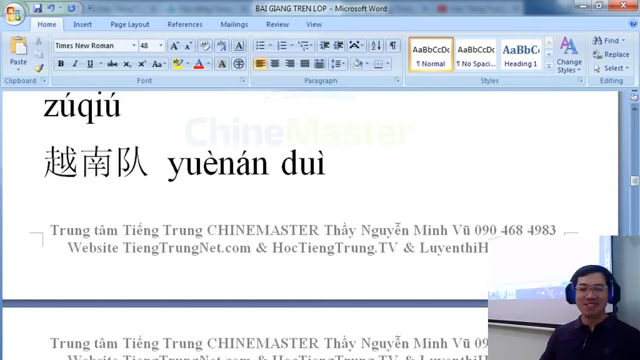 BAI GIANG TREN LOP - Microsoft Word
Home Insert Page Layout References Mailings Review View
Times New Roman 48
AaBbCcDc AaBbCcDc AaBbC
Paste ¶ Normal ¶ No Spaci... Heading 1 Change Styles
Find
Replace
Select
Clipboard Font Paragraph Styles Editing
zúqiú
ChineMaster
越南队 yuènán duì
Trung tâm Tiếng Trung CHINEMASTER Thầy Nguyễn Minh Vũ 090 468 4983
Website TiengTrungNet.com & HocTiengTrung.TV & LuyenthiH
Trung tâm Tiếng Trung CHINEMASTER Thầy Nguyễn Minh Vũ 09